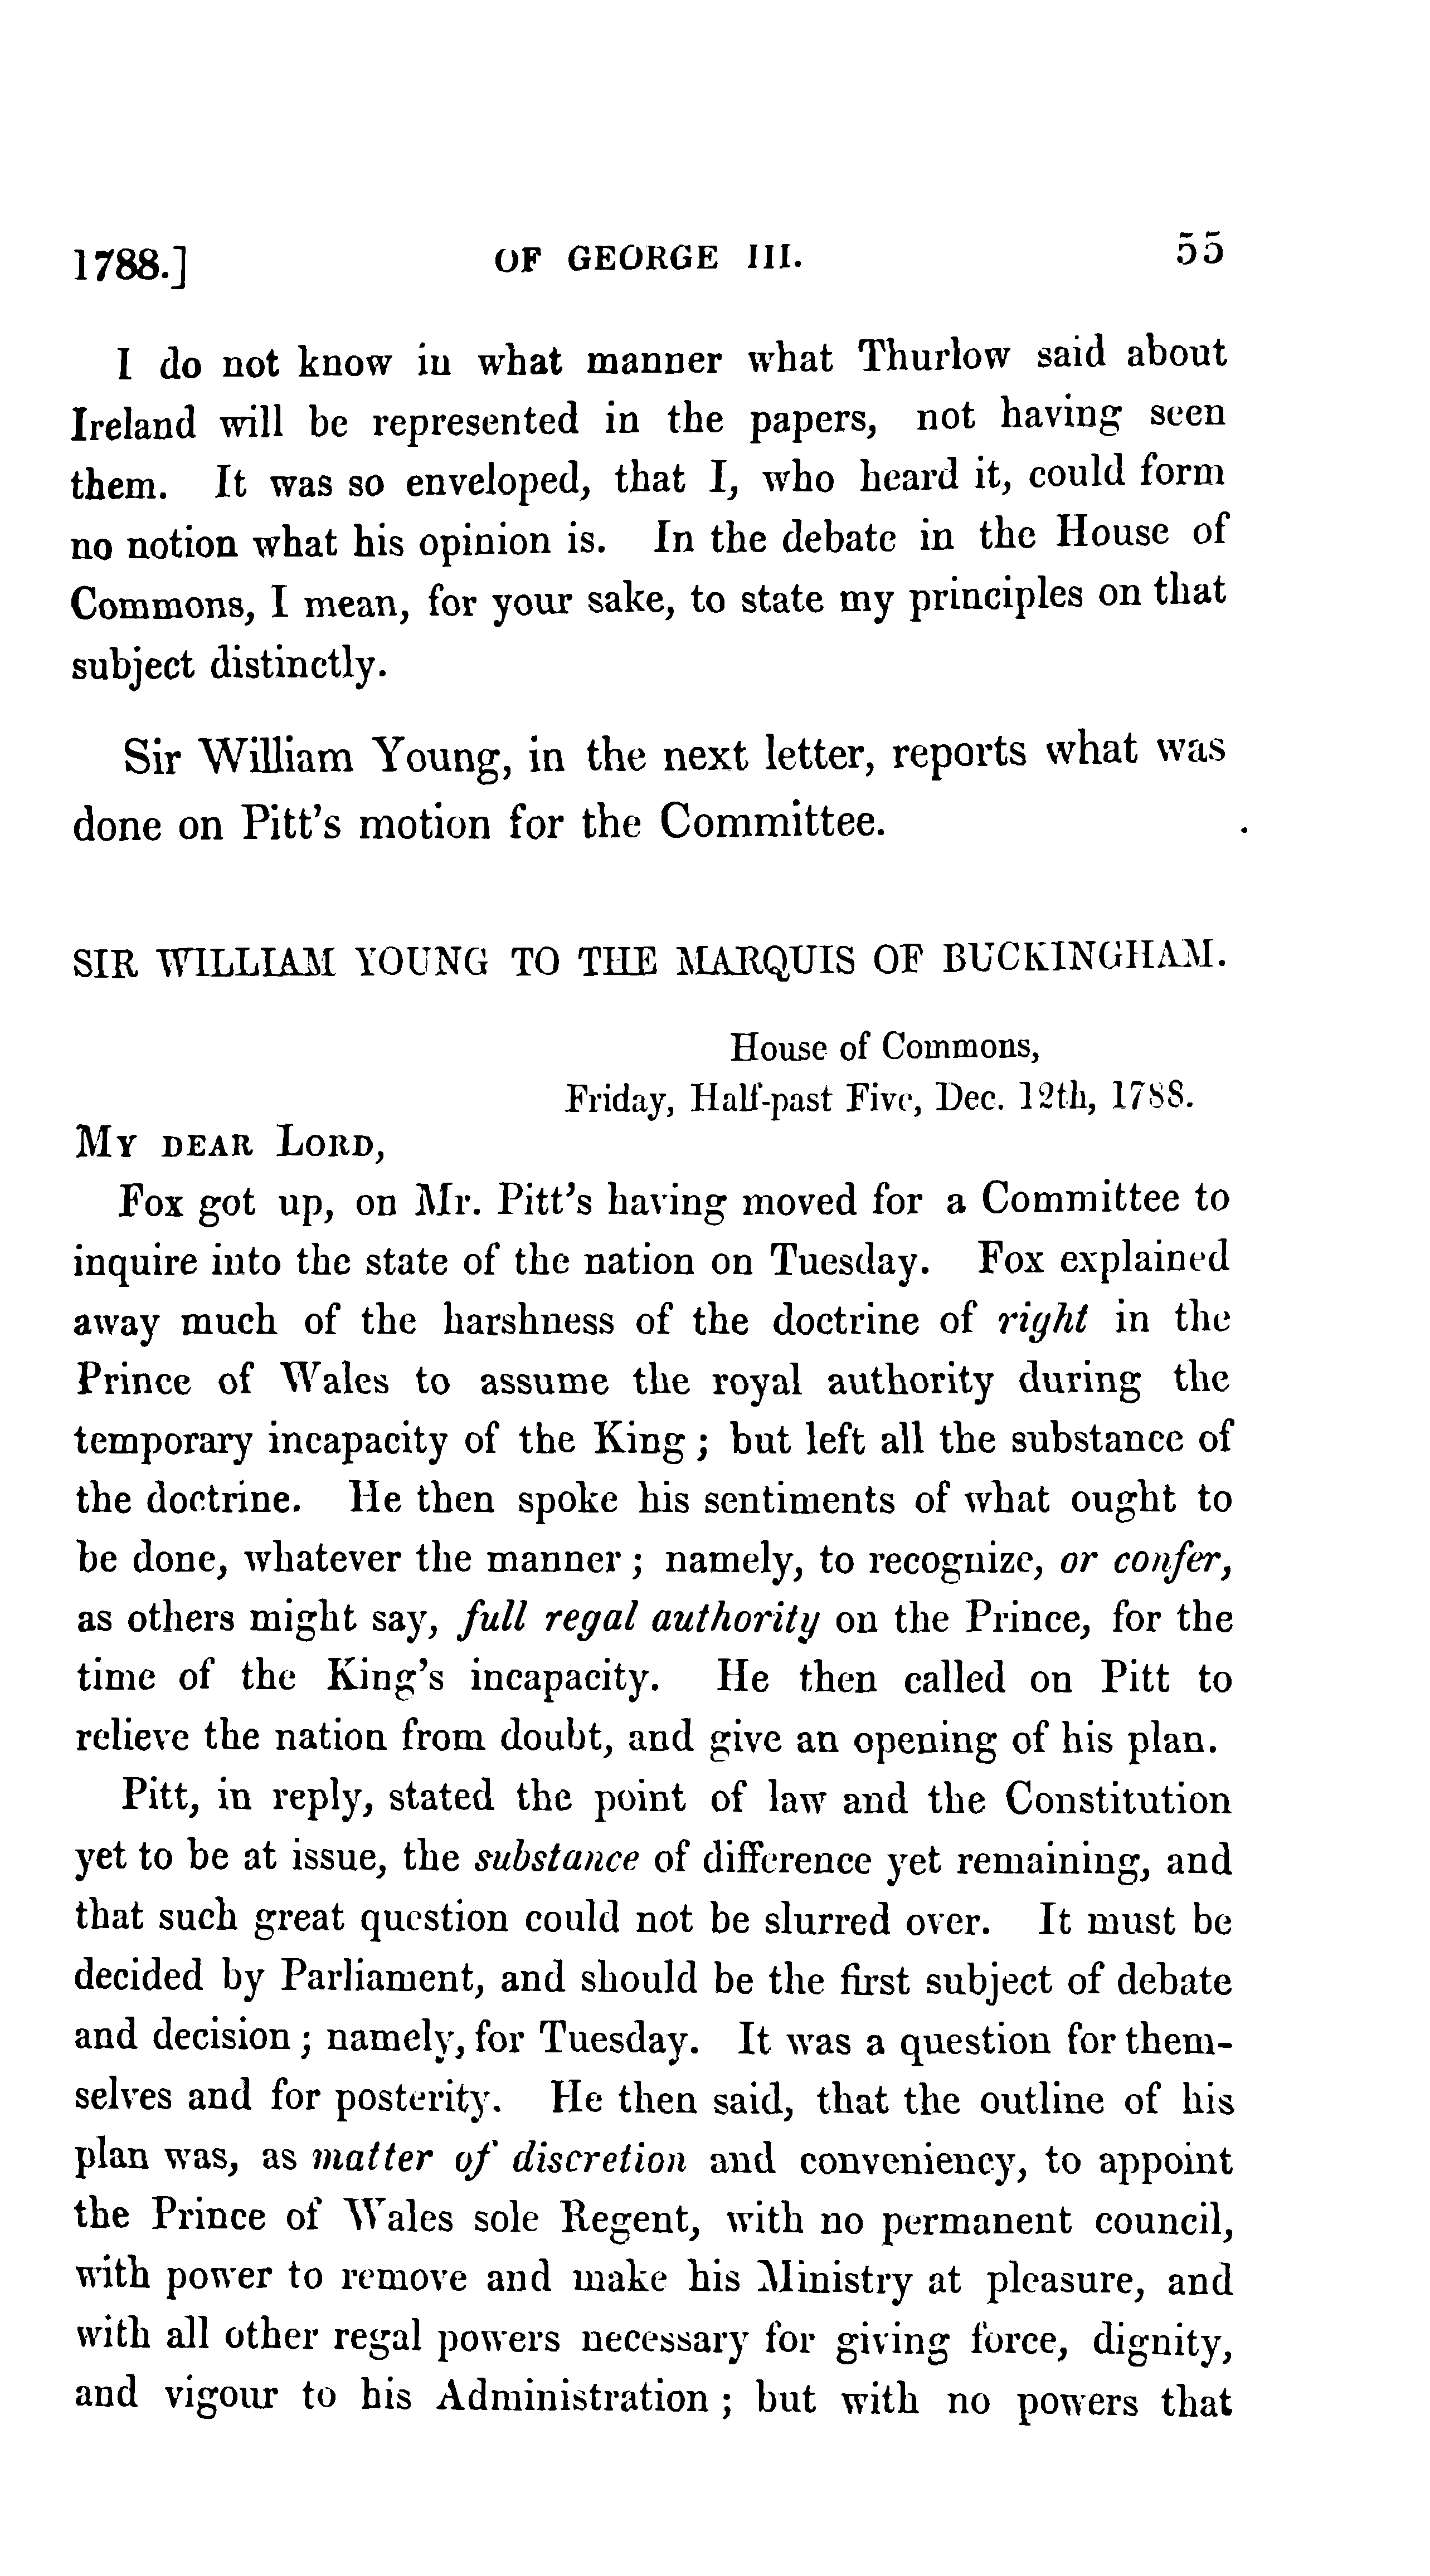 1788.] OF GEORGE III. 55
I do not know in what manner what Thurlow said about
Ireland will be represented in the papers, not having seen
them. It was so enveloped, that I, who heard it, could form
no notion what his opinion is. In the debate in the House of
Commons, I mean, for your sake, to state my principles on that
subject distinctly.
Sir William Young, in the next letter, reports what was
done on Pitt's motion for the Committee.
SIR WILLIAM YOUNG TO THE MARQUIS OF BUCKINGHAM.
House of Commons,
Friday, Half-past Five, Dec. 12th, 1788.
MY DEAR LORD,
Fox got up, on Mr. Pitt's having moved for a Committee to
inquire into the state of the nation on Tuesday. Fox explained
away much of the harshness of the doctrine of right in the
Prince of Wales to assume the royal authority during the
temporary incapacity of the King; but left all the substance of
the doctrine. He then spoke his sentiments of what ought to
be done, whatever the manner; namely, to recognize, or confer,
as others might say, full regal authority on the Prince, for the
time of the King's incapacity. He then called on Pitt to
relieve the nation from doubt, and give an opening of his plan.
Pitt, in reply, stated the point of law and the Constitution
yet to be at issue, the substance of difference yet remaining, and
that such great question could not be slurred over. It must be
decided by Parliament, and should be the first subject of debate
and decision; namely, for Tuesday. It was a question for them-
selves and for posterity. He then said, that the outline of his
plan was, as matter of discretion and conveniency, to appoint
the Prince of Wales sole Regent, with no permanent council,
with power to remove and make his Ministry at pleasure, and
with all other regal powers necessary for giving force, dignity,
and vigour to his Administration; but with no powers that